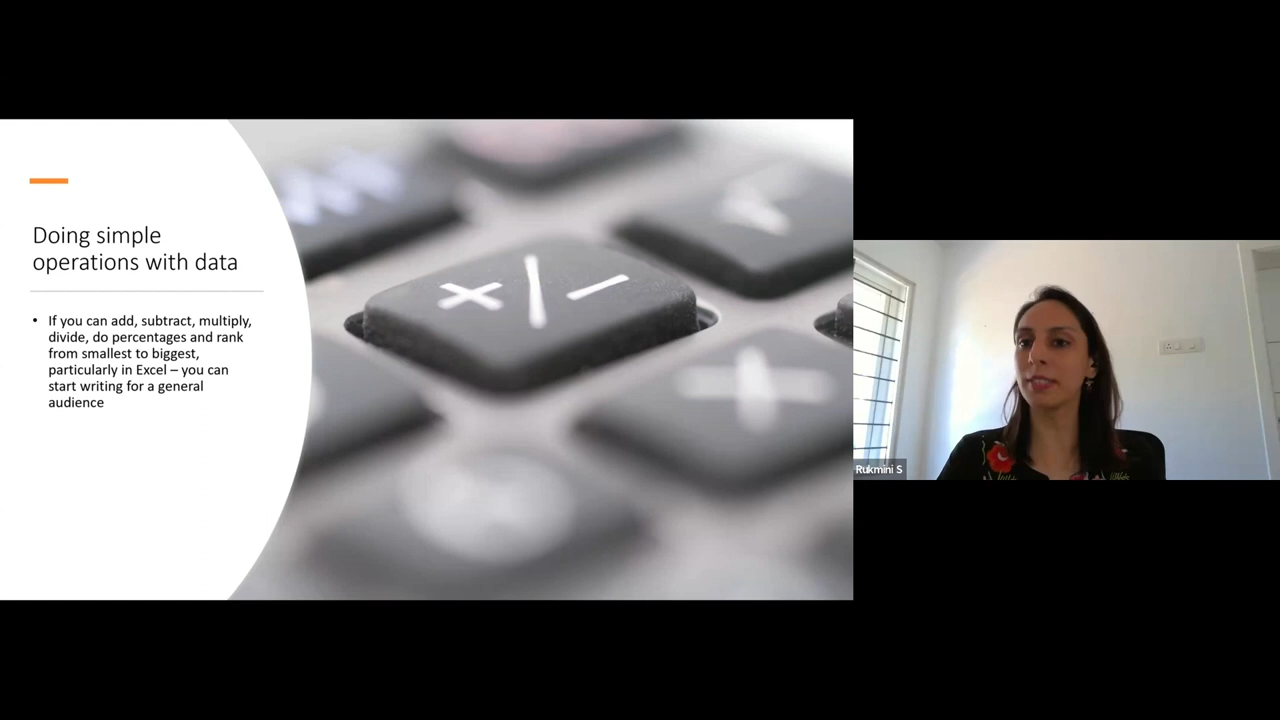 Doing simple
operations with data
• If you can add, subtract, multiply,
divide, do percentages and rank
from smallest to biggest,
particularly in Excel – you can
start writing for a general
audience
+/−
+
Rukmini S